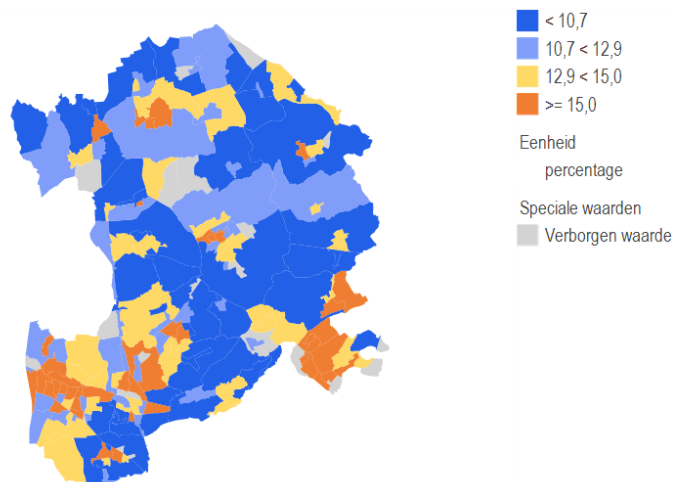 < 10,7
10,7 < 12,9
12,9 < 15,0
>= 15,0
Eenheid
percentage
Speciale waarden
Verborgen waarde